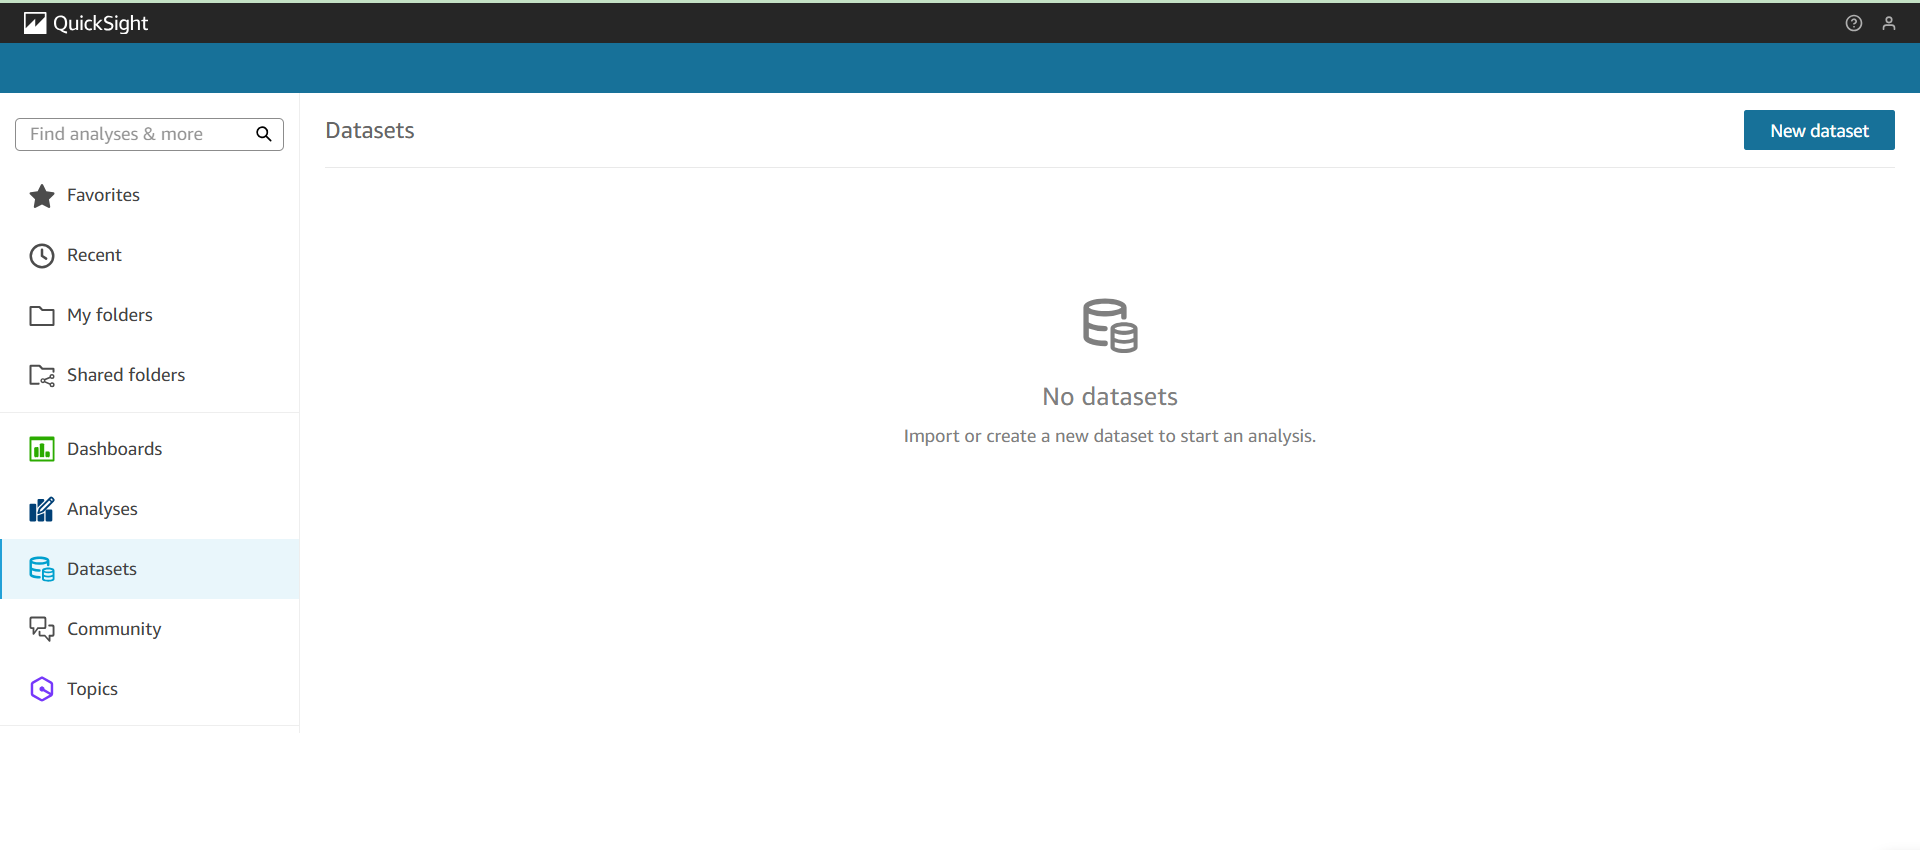 QuickSight
Find analyses & more
Favorites
Recent
My folders
Shared folders
Dashboards
Analyses
Datasets
Community
Topics
Datasets
New dataset
No datasets
Import or create a new dataset to start an analysis.